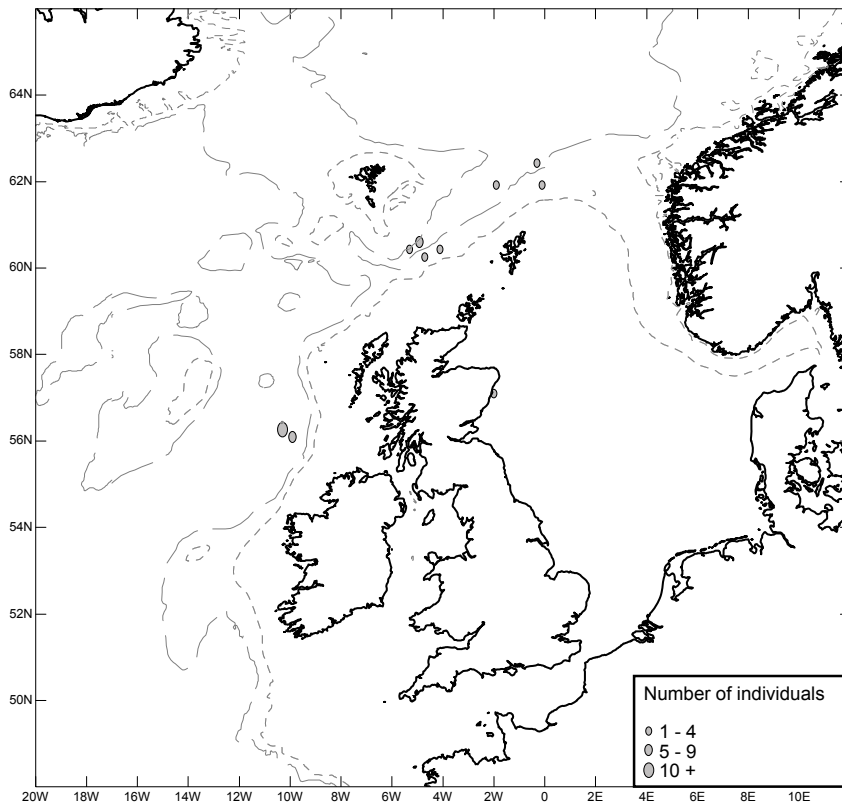 64N
62N
60N
58N
56N
54N
52N
50N
Number of individuals
1 - 4
5 - 9
10 +
20W 18W 16W 14W 12W 10W 8W 6W 4W 2W 0 2E 4E 6E 8E 10E